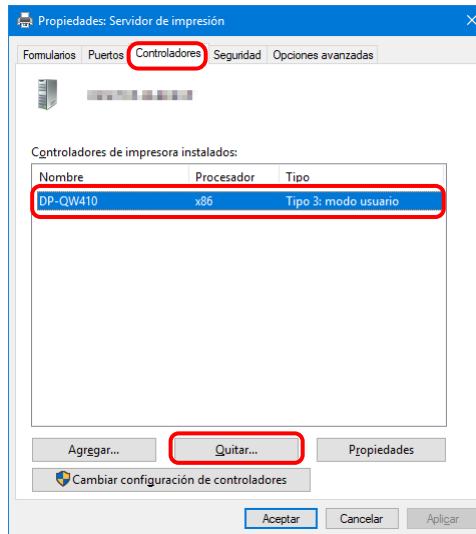 Propiedades: Servidor de impresión
Formularios Puertos Controladores Seguridad Opciones avanzadas
Controladores de impresora instalados:
Nombre Procesador Tipo
DP-QW410 x86 Tipo 3: modo usuario
Agregar... Quitar... Propiedades
Cambiar configuración de controladores
Aceptar Cancelar Aplicar